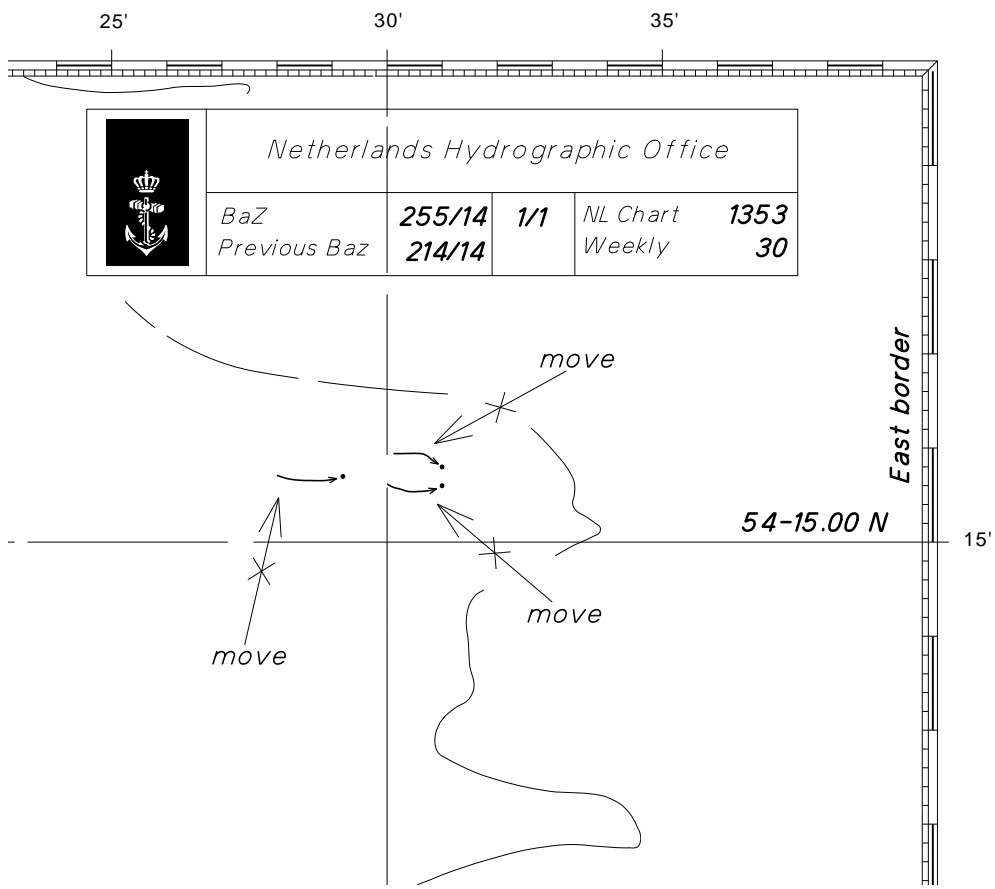 25' 30' 35'
Netherlands Hydrographic Office
BaZ 255/14 1/1 NL Chart 1353
Previous Baz 214/14 Weekly 30
East border
move
54-15.00 N
15'
move
move